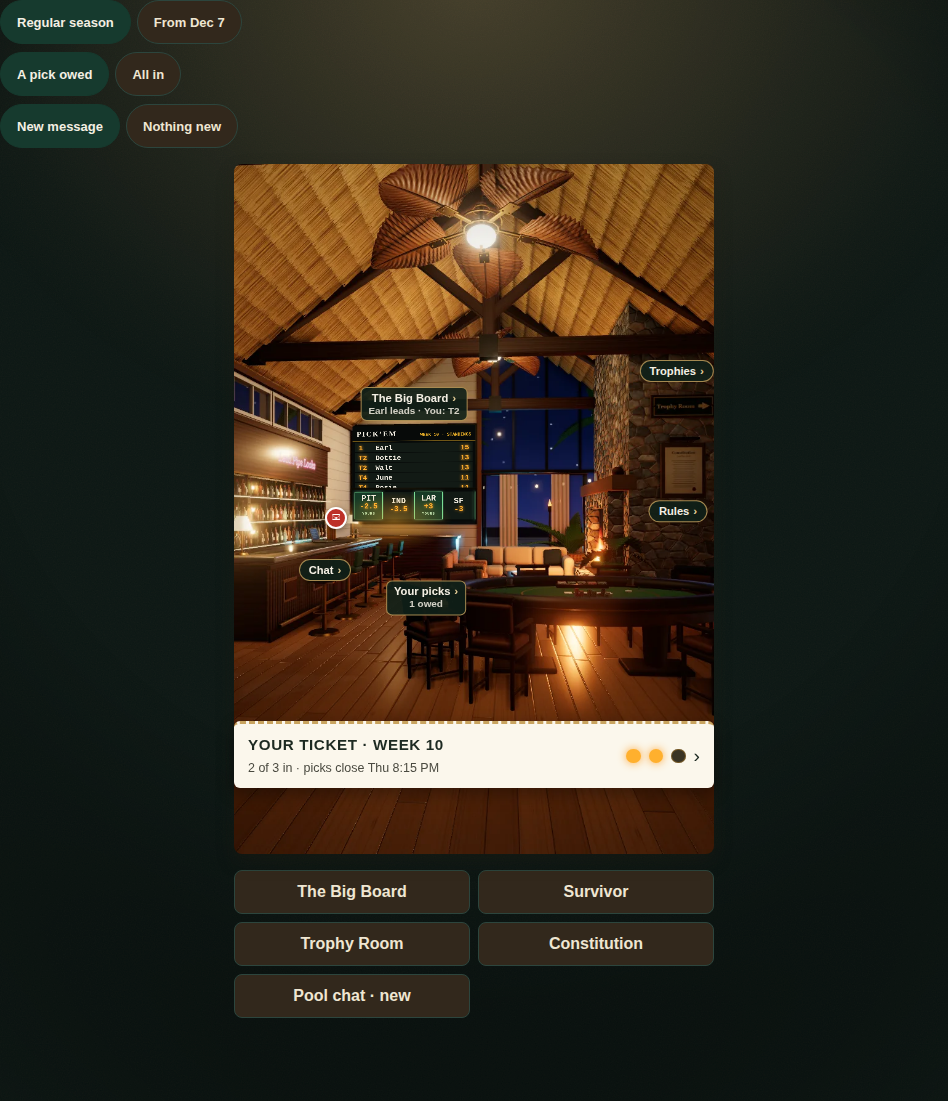 Regular season
From Dec 7
A pick owed
All in
New message
Nothing new
Trophies ›
The Big Board ›
Earl leads · You: T2
Trophy Room
PICK'EM WEEK 10 STANDINGS
1 Earl 15
T2 Dottie 13
T2 Walt 13
T4 June 11
PIT IND LAR SF
-2.5 -3.5 +3 -3
Rules ›
Chat ›
Your picks ›
1 owed
YOUR TICKET · WEEK 10
2 of 3 in · picks close Thu 8:15 PM
›
The Big Board
Survivor
Trophy Room
Constitution
Pool chat · new